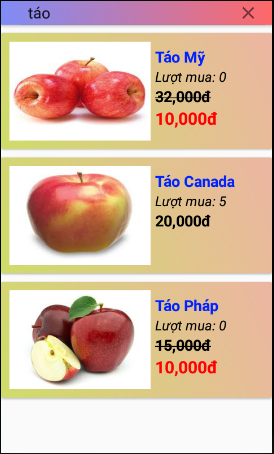 táo
Táo Mỹ
Lượt mua: 0
32,000đ
10,000đ
Táo Canada
Lượt mua: 5
20,000đ
Táo Pháp
Lượt mua: 0
15,000đ
10,000đ